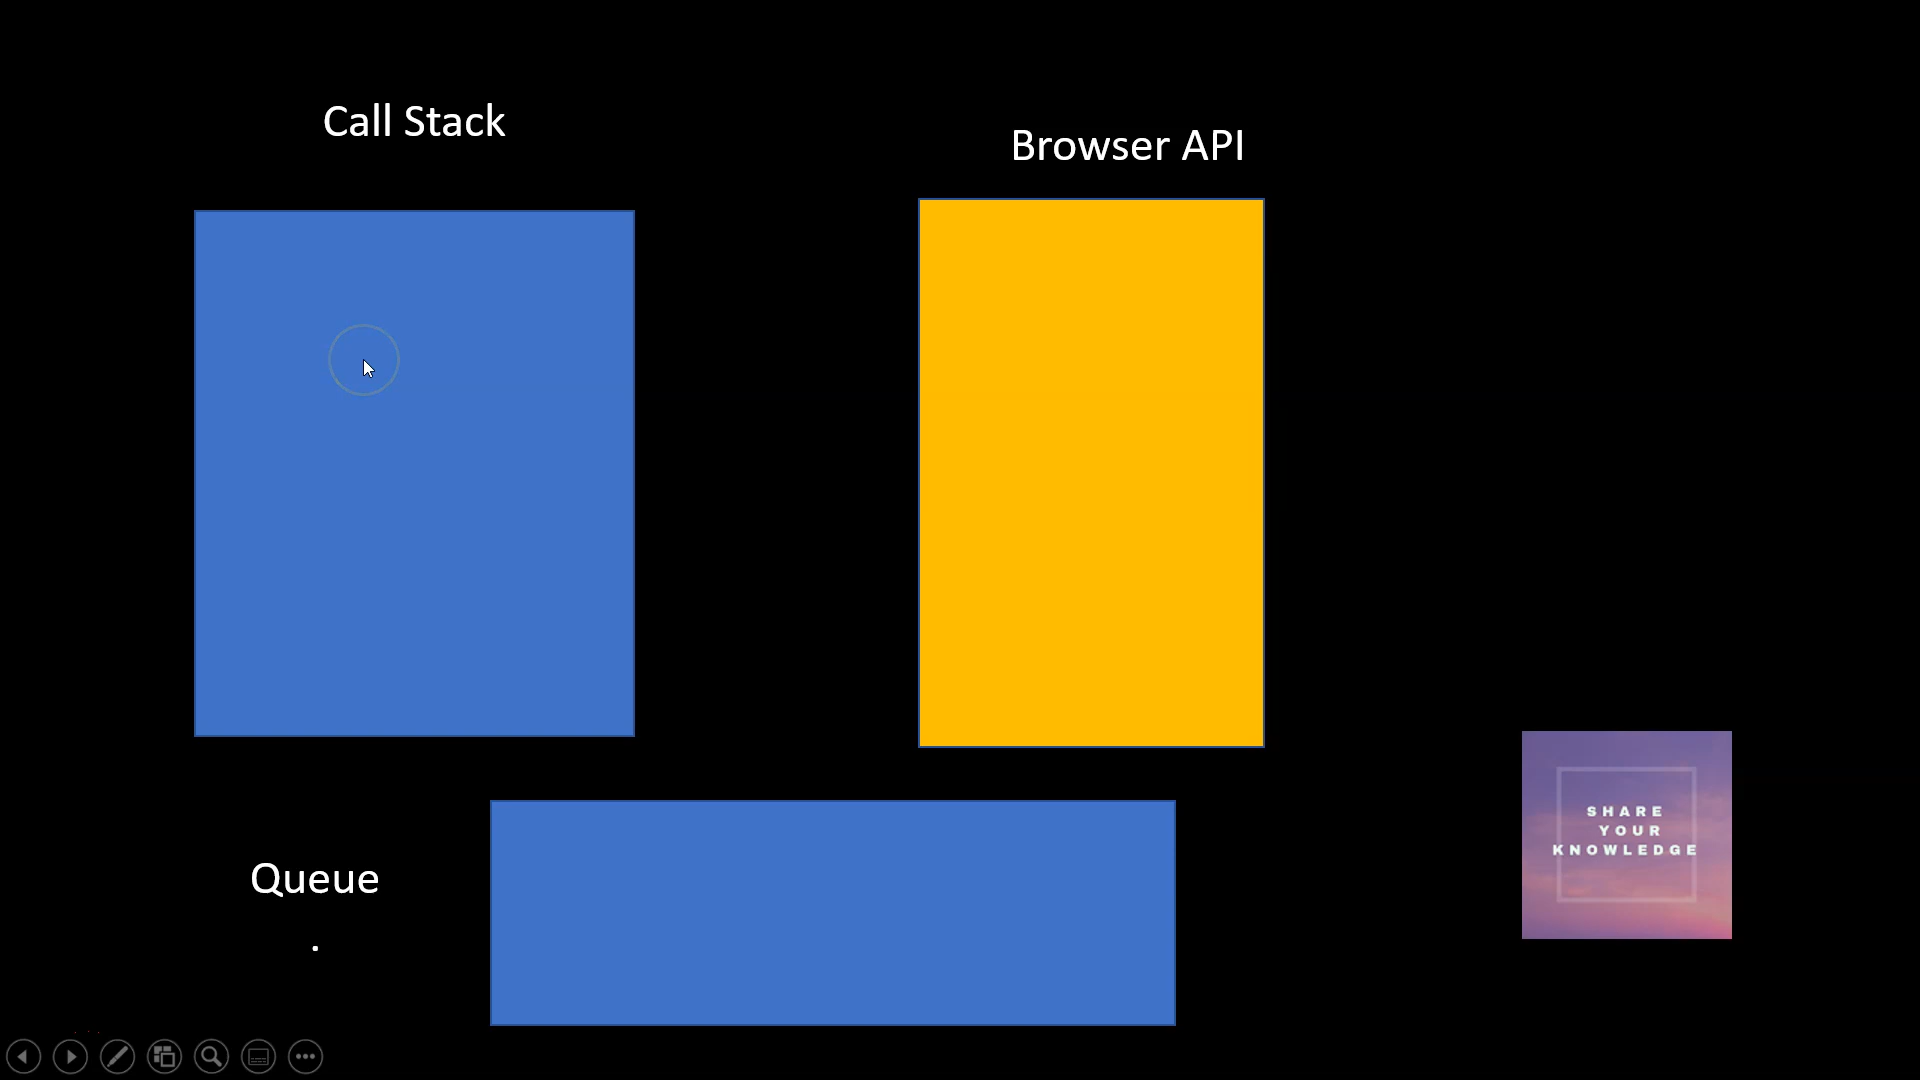 Call Stack
Browser API
Queue
.
SHARE
YOUR
KNOWLEDGE